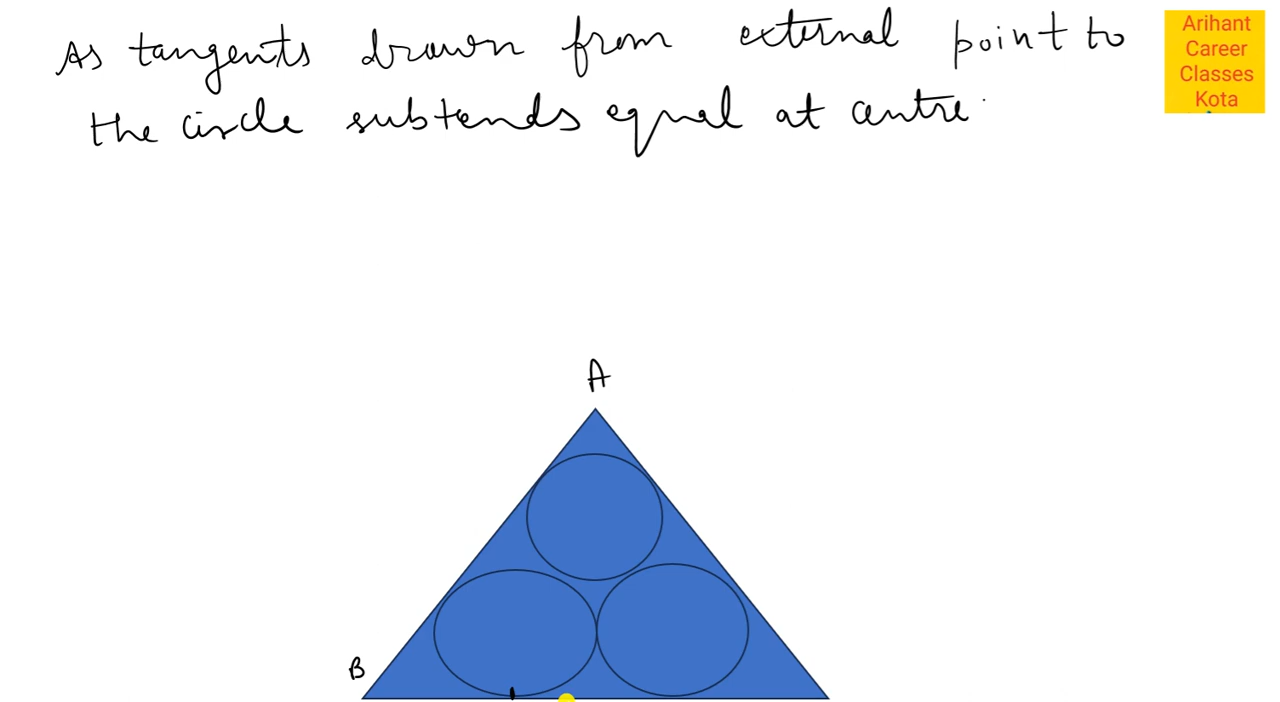 As tangents drawn from external point to
the circle subtends equal at centre
Arihant
Career
Classes
Kota
A
B